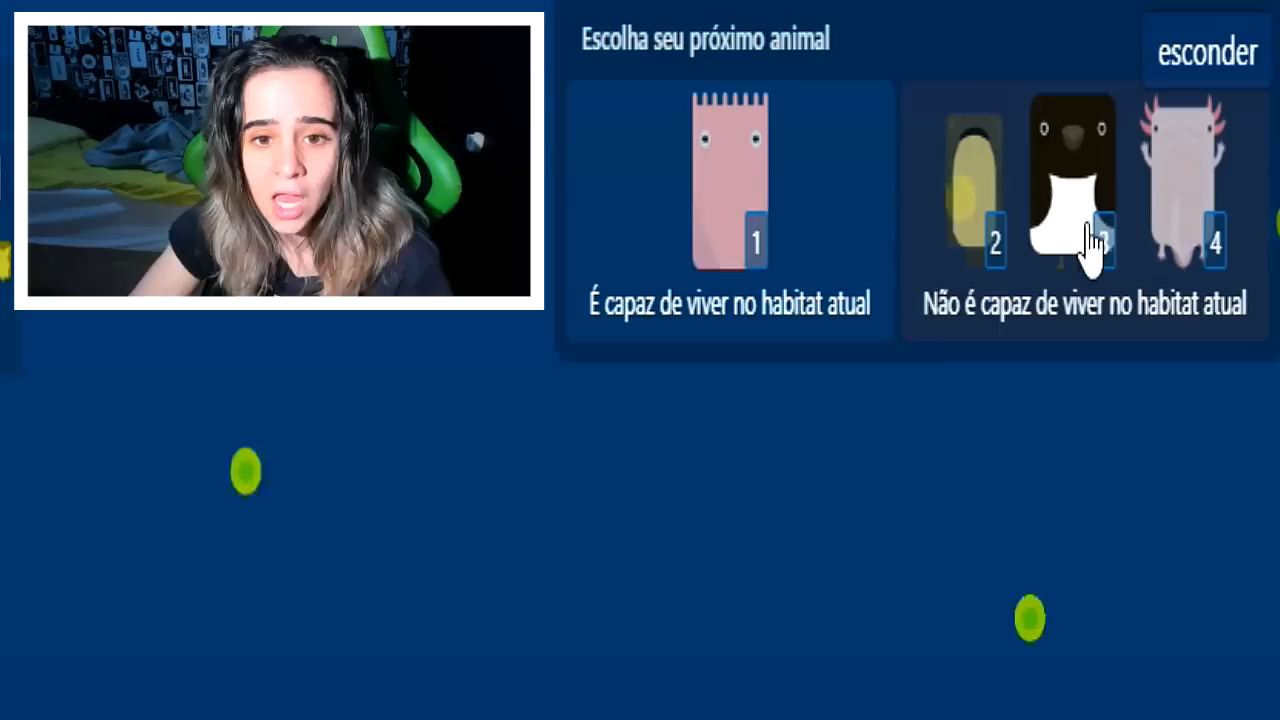 Escolha seu próximo animal
esconder
1
2
3
4
É capaz de viver no habitat atual
Não é capaz de viver no habitat atual